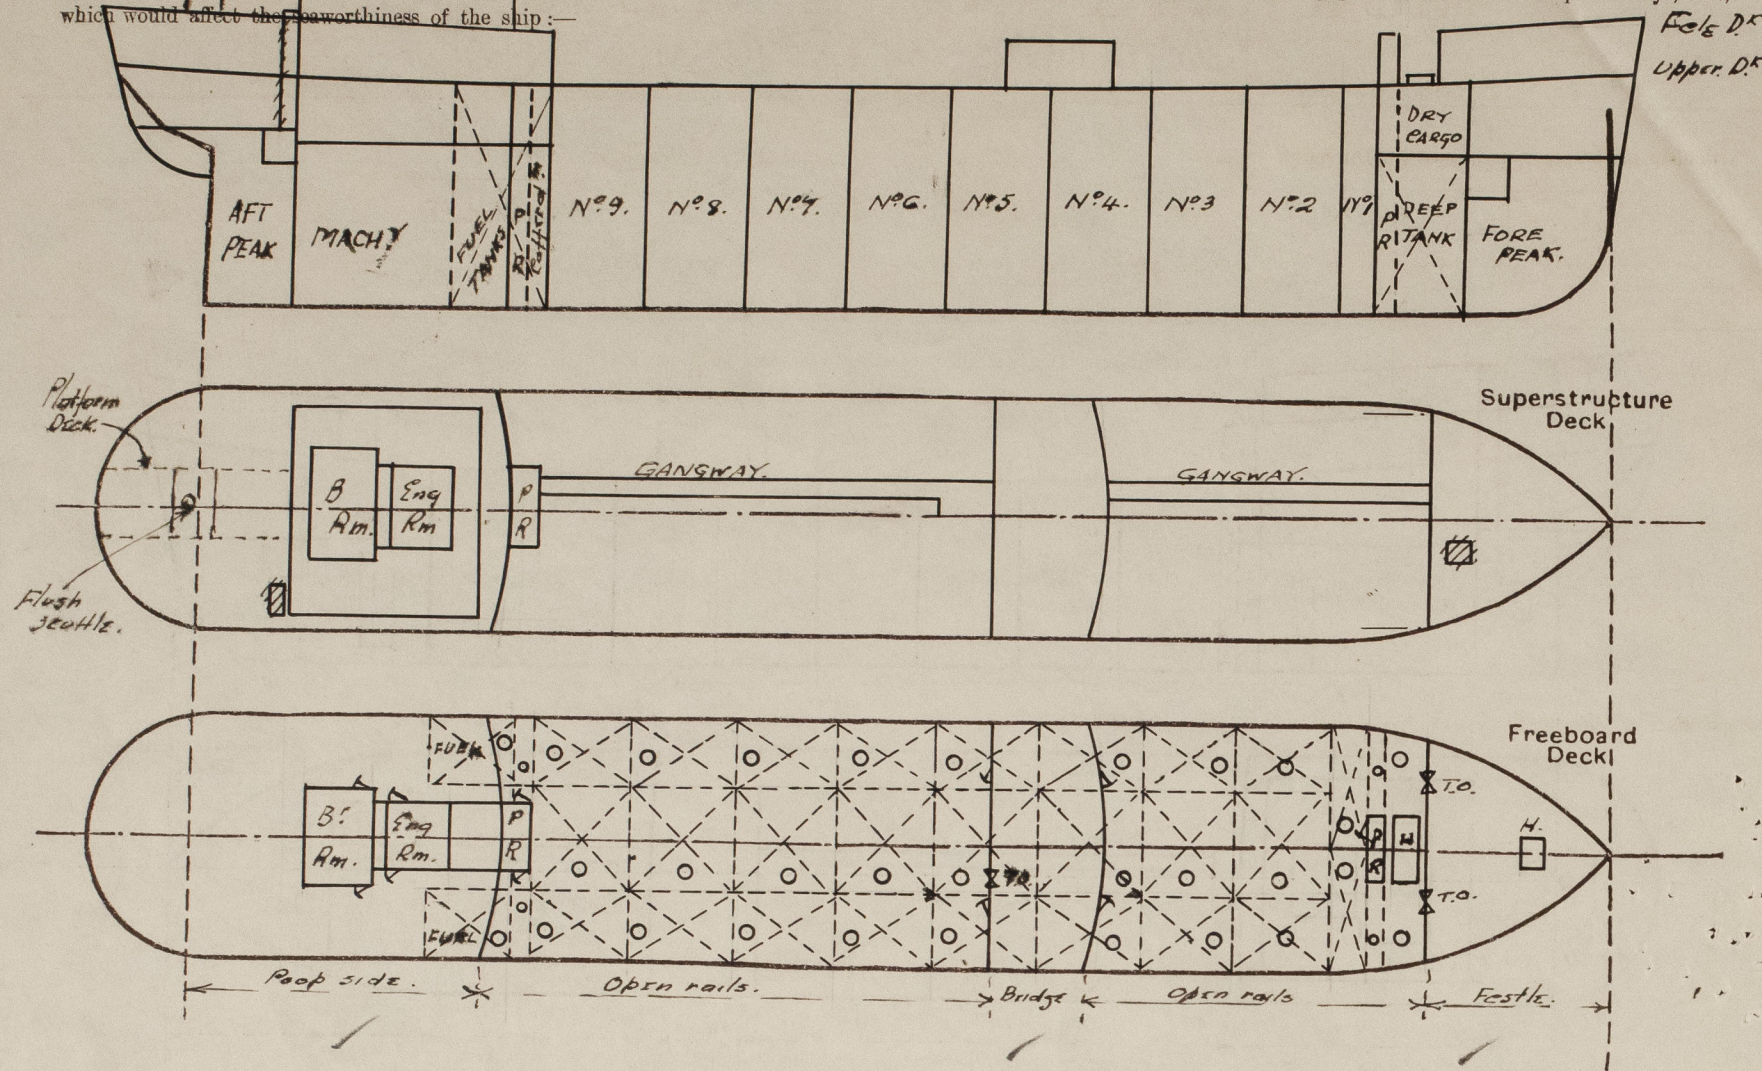 which would affect the seaworthiness of the ship :—
Fcle Dk
Upper. Dk
DRY
CARGO
AFT
PEAK
MACHY
FUEL
TANKS
P
R
Cofferd.
No 9.
No 8.
No 7.
No 6.
No 5.
No 4.
No 3
No 2
No 1
P
R
DEEP
TANK
FORE
PEAK.
Platform
Deck.
Superstructure
Deck
GANGWAY.
GANGWAY.
B
Rm.
Eng
Rm
P
R
Flush
scuttle.
Freeboard
Deck
FUEL
T.O.
Br
Rm.
Eng
Rm.
P
R
P
R
H
H.
T.O.
T.O.
FUEL
Poop side.
Open rails.
Bridge
Open rails
Fcstle.